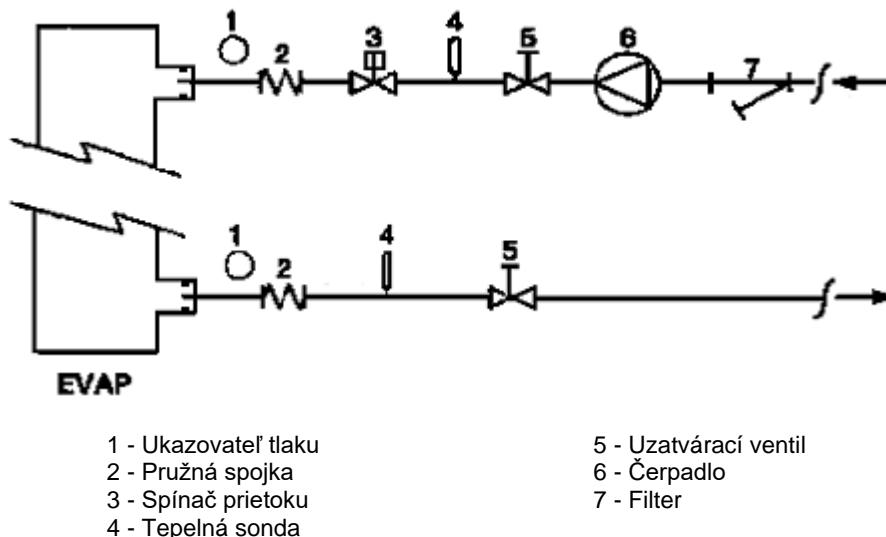 1 2 3 4 5 6 7
1 2 4 5
EVAP
1 - Ukazovateľ tlaku
2 - Pružná spojka
3 - Spínač prietoku
4 - Tepelná sonda
5 - Uzatvárací ventil
6 - Čerpadlo
7 - Filter